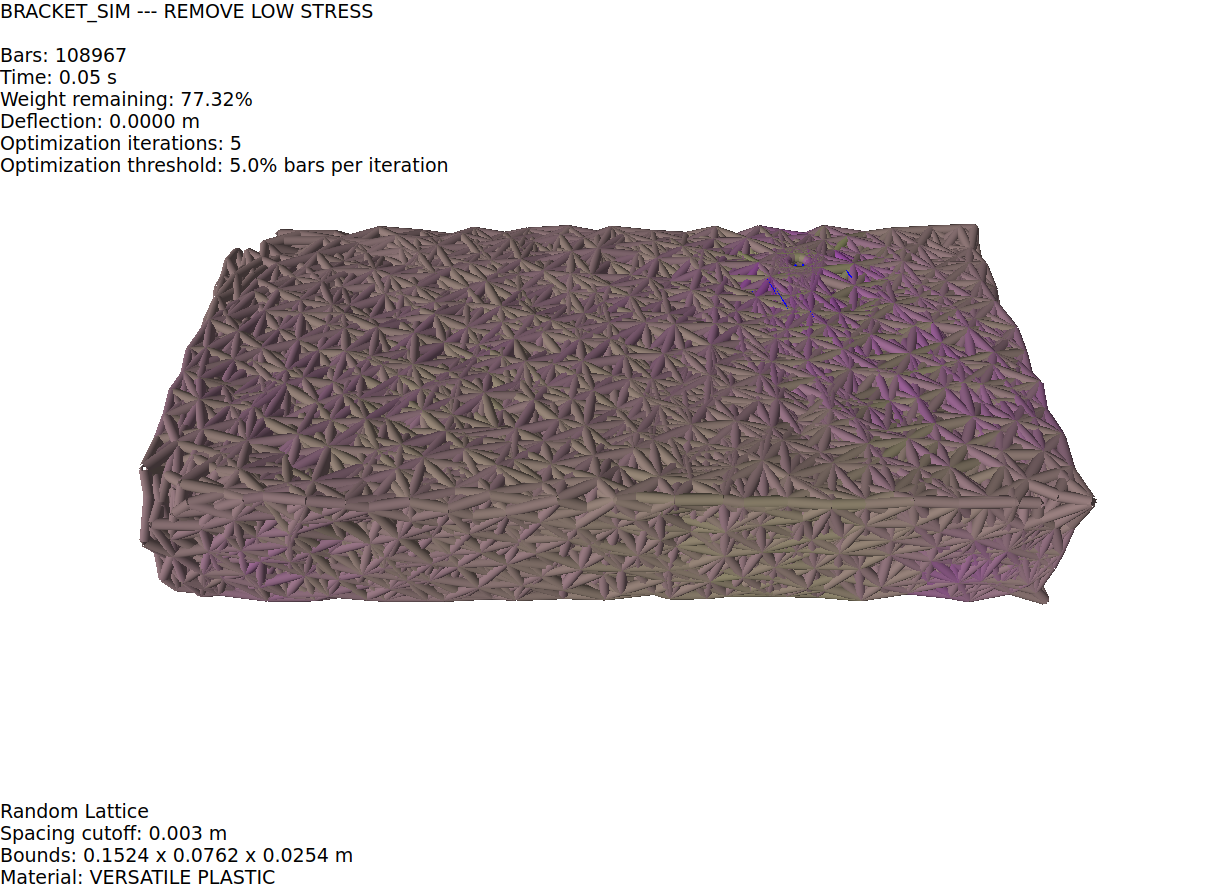 BRACKET_SIM --- REMOVE LOW STRESS
Bars: 108967
Time: 0.05 s
Weight remaining: 77.32%
Deflection: 0.0000 m
Optimization iterations: 5
Optimization threshold: 5.0% bars per iteration
Random Lattice
Spacing cutoff: 0.003 m
Bounds: 0.1524 x 0.0762 x 0.0254 m
Material: VERSATILE PLASTIC